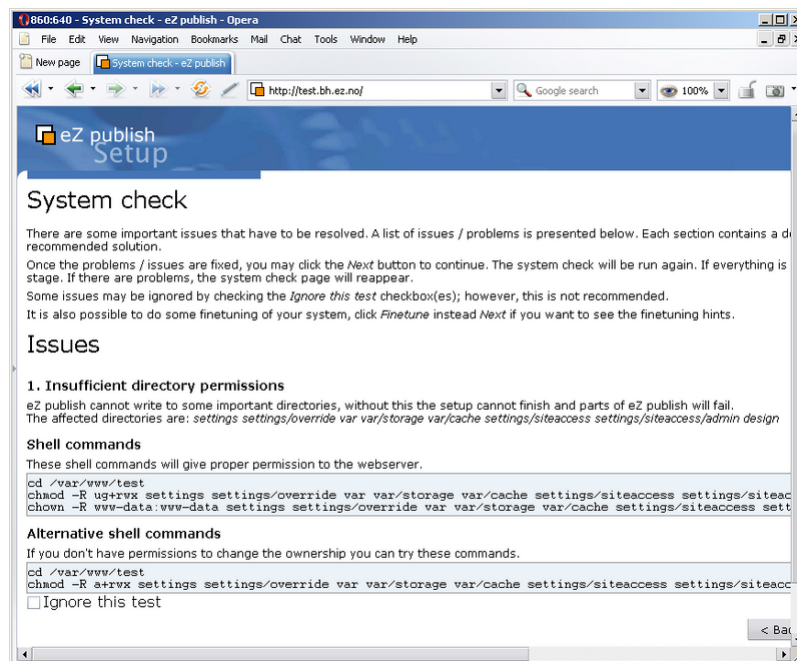 860:640 - System check - eZ publish - Opera
File Edit View Navigation Bookmarks Mail Chat Tools Window Help
New page System check - eZ publish
http://test.bh.ez.no/ Google search 100%
eZ publish
Setup
System check
There are some important issues that have to be resolved. A list of issues / problems is presented below. Each section contains a
recommended solution.
Once the problems / issues are fixed, you may click the Next button to continue. The system check will be run again. If everything is
stage. If there are problems, the system check page will reappear.
Some issues may be ignored by checking the Ignore this test checkbox(es); however, this is not recommended.
It is also possible to do some finetuning of your system, click Finetune instead Next if you want to see the finetuning hints.
Issues
1. Insufficient directory permissions
eZ publish cannot write to some important directories, without this the setup cannot finish and parts of eZ publish will fail.
The affected directories are: settings settings/override var var/storage var/cache settings/siteaccess settings/siteaccess/admin design
Shell commands
These shell commands will give proper permission to the webserver.
cd /var/www/test
chmod -R ug+rwx settings settings/override var var/storage var/cache settings/siteaccess settings/siteac
chown -R www-data:www-data settings settings/override var var/storage var/cache settings/siteaccess sett
Alternative shell commands
If you don't have permissions to change the ownership you can try these commands.
cd /var/www/test
chmod -R a+rwx settings settings/override var var/storage var/cache settings/siteaccess settings/siteacc
Ignore this test
< Bac